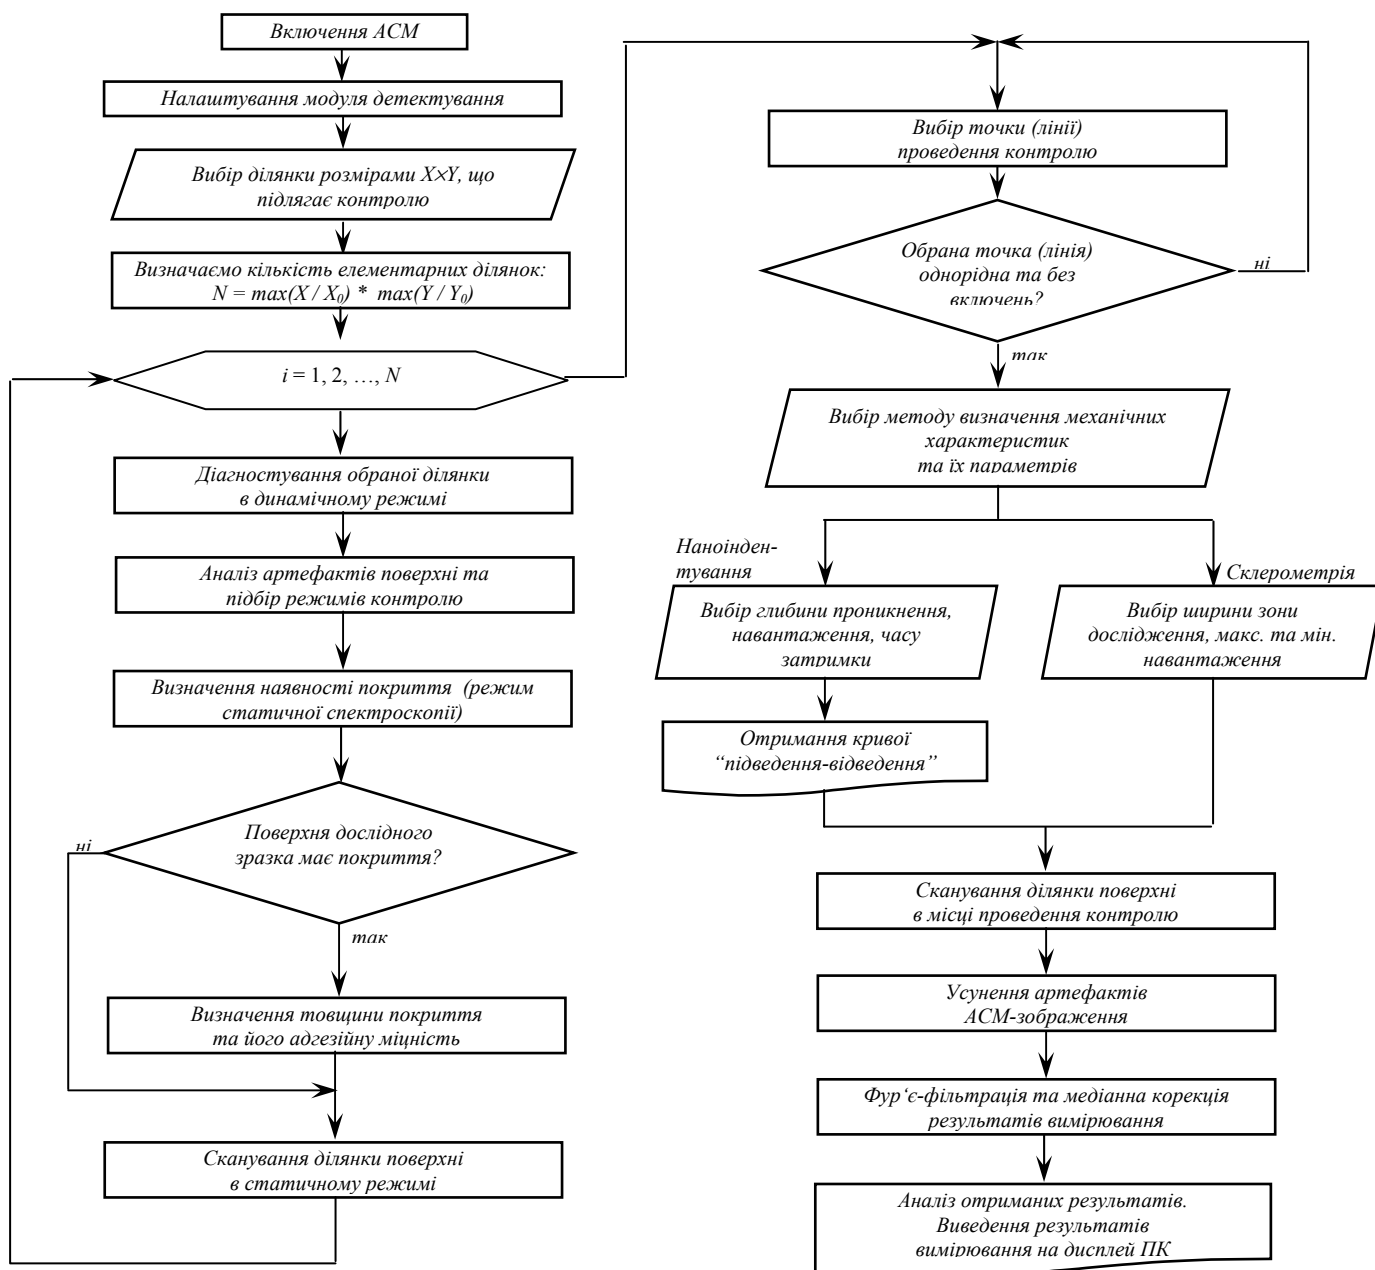 Включення АСМ
Налаштування модуля детектування
Вибір ділянки розмірами X×Y, що
підлягає контролю
Визначаємо кількість елементарних ділянок:
N = max(X / X₀) * max(Y / Y₀)
i = 1, 2, …, N
Діагностування обраної ділянки
в динамічному режимі
Аналіз артефактів поверхні та
підбір режимів контролю
Визначення наявності покриття (режим
статичної спектроскопії)
Поверхня дослідного
зразка має покриття?
ні
так
Визначення товщини покриття
та його адгезійну міцність
Сканування ділянки поверхні
в статичному режимі
Вибір точки (лінії)
проведення контролю
Обрана точка (лінія)
однорідна та без
включень?
ні
так
Вибір методу визначення механічних
характеристик
та їх параметрів
Наноінден-
тування
Вибір глибини проникнення,
навантаження, часу
затримки
Отримання кривої
“підведення-відведення”
Склерометрія
Вибір ширини зони
дослідження, макс. та мін.
навантаження
Сканування ділянки поверхні
в місці проведення контролю
Усунення артефактів
АСМ-зображення
Фур‘є-фільтрація та медіанна корекція
результатів вимірювання
Аналіз отриманих результатів.
Виведення результатів
вимірювання на дисплей ПК